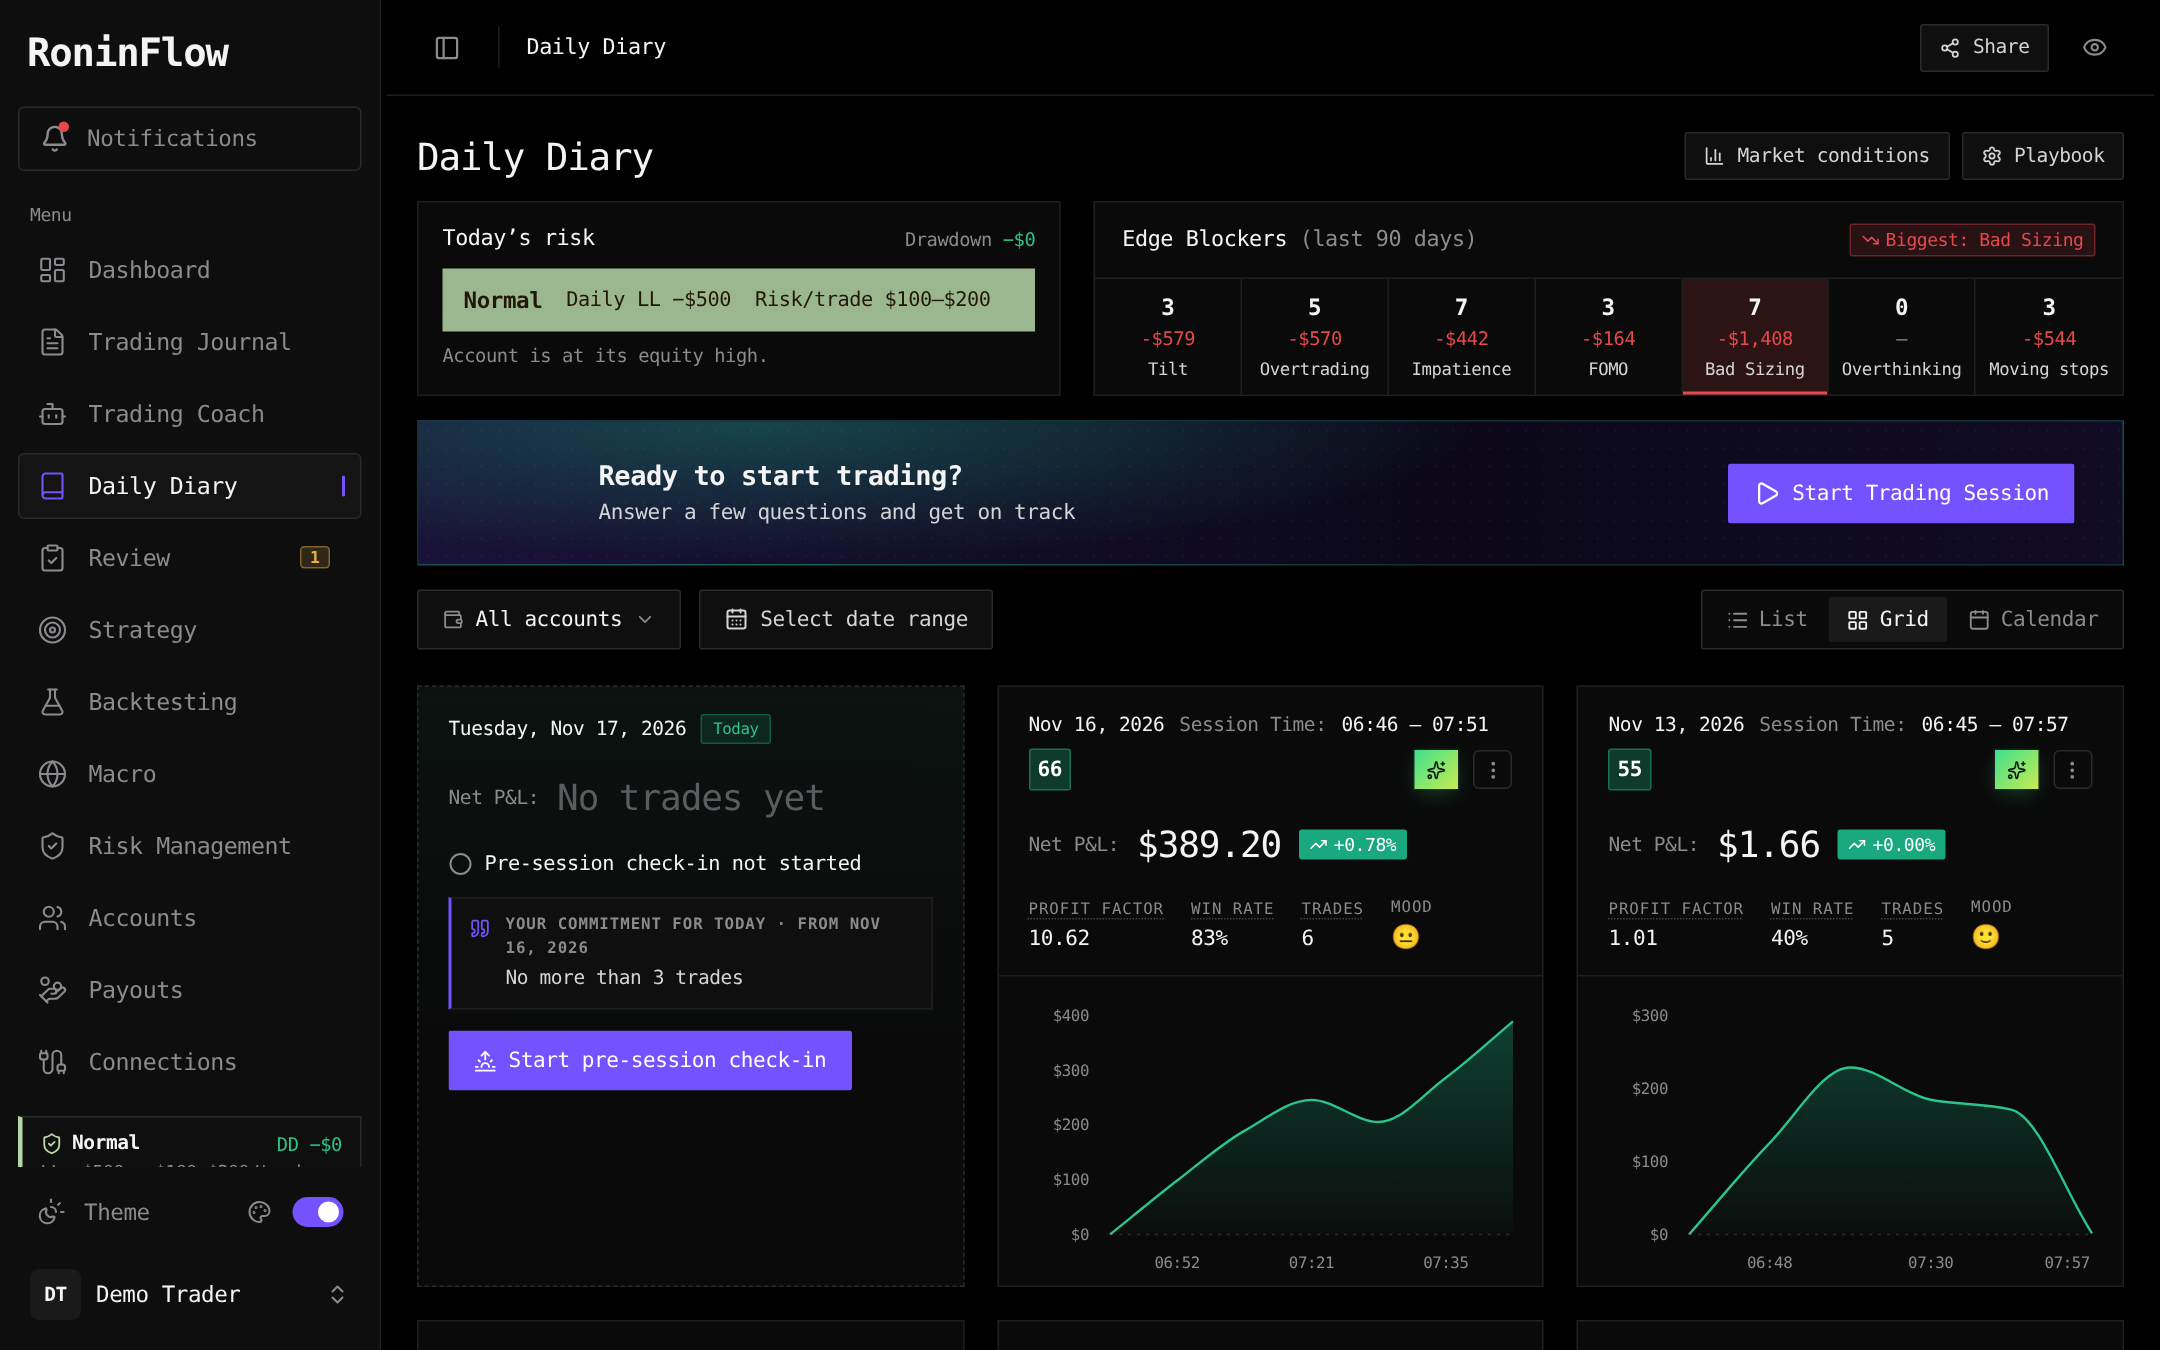 RoninFlow
Notifications
Menu
Dashboard
Trading Journal
Trading Coach
Daily Diary
Review 1
Strategy
Backtesting
Macro
Risk Management
Accounts
Payouts
Connections
Normal DD −$0
Theme
DT Demo Trader
Daily Diary
Share
Daily Diary
Market conditions
Playbook
Today’s risk
Drawdown −$0
Normal Daily LL −$500 Risk/trade $100–$200
Account is at its equity high.
Edge Blockers (last 90 days)
Biggest: Bad Sizing
3 5 7 3 7 0 3
-$579 -$570 -$442 -$164 -$1,408 — -$544
Tilt Overtrading Impatience FOMO Bad Sizing Overthinking Moving stops
Ready to start trading?
Answer a few questions and get on track
Start Trading Session
All accounts
Select date range
List Grid Calendar
Tuesday, Nov 17, 2026 Today
Net P&L: No trades yet
Pre-session check-in not started
YOUR COMMITMENT FOR TODAY · FROM NOV
16, 2026
No more than 3 trades
Start pre-session check-in
Nov 16, 2026 Session Time: 06:46 — 07:51
66
Net P&L: $389.20 +0.78%
PROFIT FACTOR WIN RATE TRADES MOOD
10.62 83% 6
$400
$300
$200
$100
$0
06:52 07:21 07:35
Nov 13, 2026 Session Time: 06:45 — 07:57
55
Net P&L: $1.66 +0.00%
PROFIT FACTOR WIN RATE TRADES MOOD
1.01 40% 5
$300
$200
$100
$0
06:48 07:30 07:57